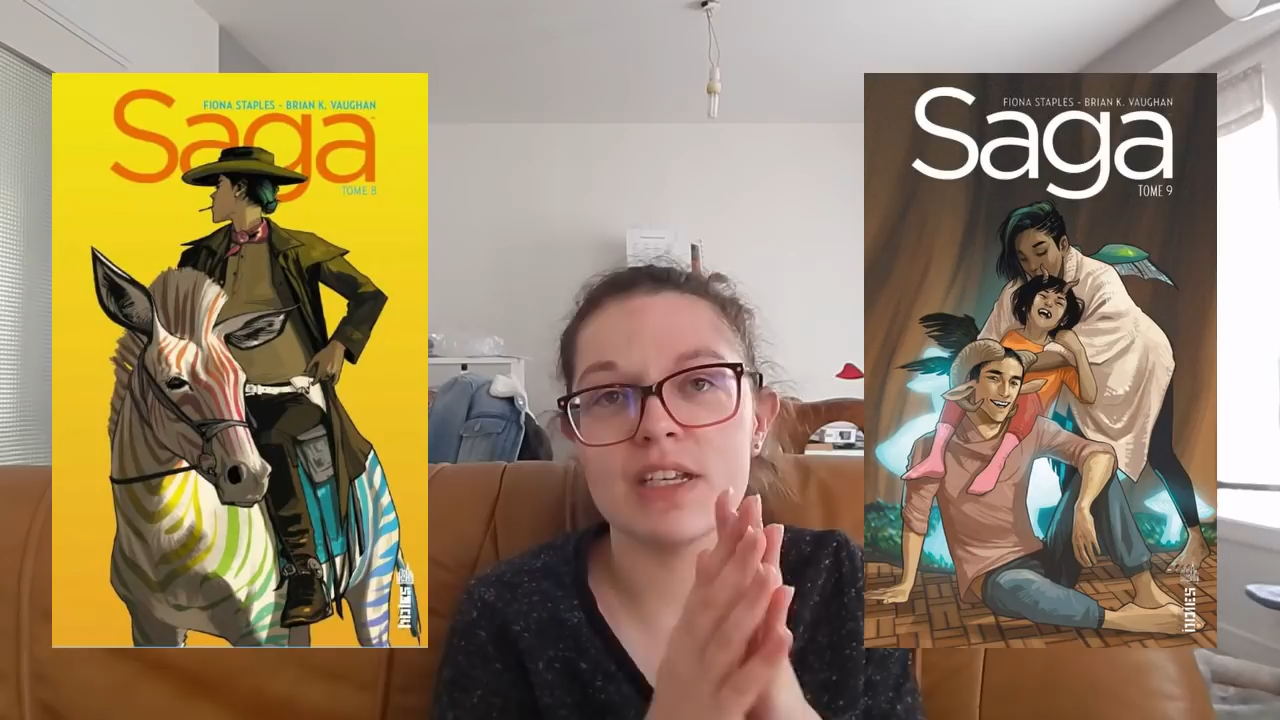 FIONA STAPLES - BRIAN K. VAUGHAN
Saga
TOME 8
FIONA STAPLES - BRIAN K. VAUGHAN
Saga
TOME 9